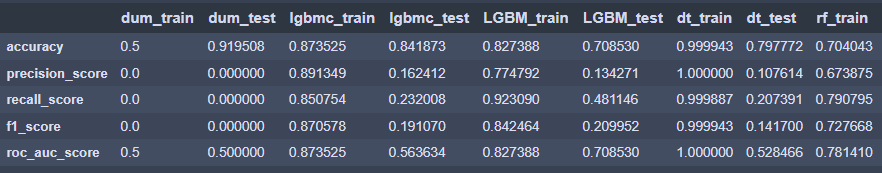 dum_train dum_test lgbmc_train lgbmc_test LGBM_train LGBM_test dt_train dt_test rf_train
accuracy 0.5 0.919508 0.873525 0.841873 0.827388 0.708530 0.999943 0.797772 0.704043
precision_score 0.0 0.000000 0.891349 0.162412 0.774792 0.134271 1.000000 0.107614 0.673875
recall_score 0.0 0.000000 0.850754 0.232008 0.923090 0.481146 0.999887 0.207391 0.790795
f1_score 0.0 0.000000 0.870578 0.191070 0.842464 0.209952 0.999943 0.141700 0.727668
roc_auc_score 0.5 0.500000 0.873525 0.563634 0.827388 0.708530 1.000000 0.528466 0.781410